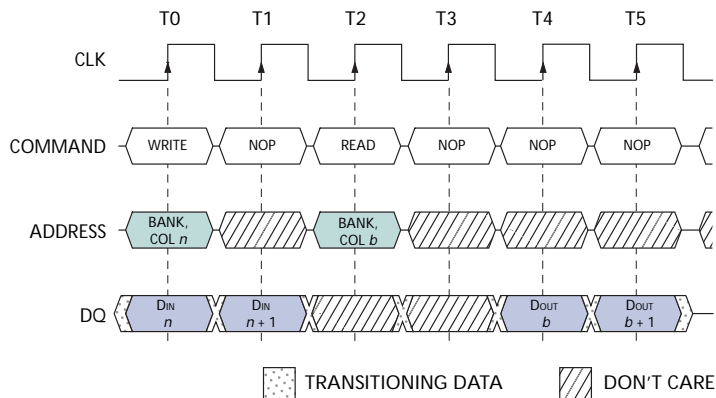 T0 T1 T2 T3 T4 T5
CLK
COMMAND WRITE NOP READ NOP NOP NOP
ADDRESS BANK, COL n BANK, COL b
DQ DIN n DIN n + 1 DOUT b DOUT b + 1
TRANSITIONING DATA DON'T CARE